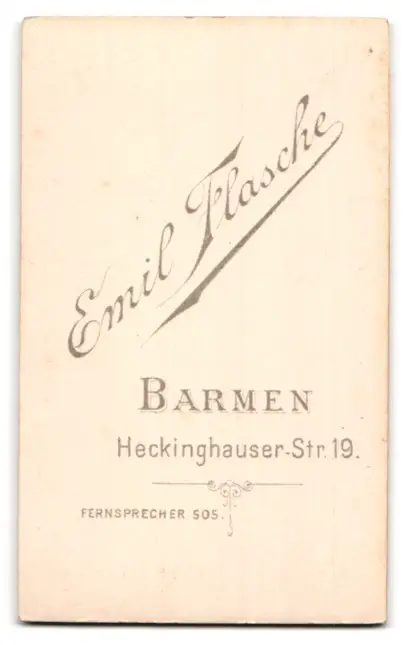 Emil Flasche
BARMEN
Heckinghauser-Str. 19.
FERNSPRECHER 505.